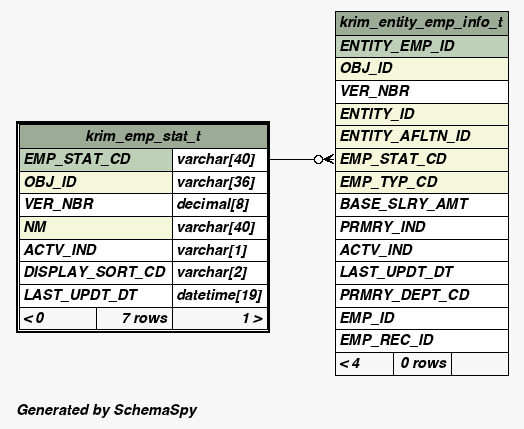 krim_emp_stat_t
EMP_STAT_CD varchar[40]
OBJ_ID varchar[36]
VER_NBR decimal[8]
NM varchar[40]
ACTV_IND varchar[1]
DISPLAY_SORT_CD varchar[2]
LAST_UPDT_DT datetime[19]
< 0 7 rows 1 >
krim_entity_emp_info_t
ENTITY_EMP_ID
OBJ_ID
VER_NBR
ENTITY_ID
ENTITY_AFLTN_ID
EMP_STAT_CD
EMP_TYP_CD
BASE_SLRY_AMT
PRMRY_IND
ACTV_IND
LAST_UPDT_DT
PRMRY_DEPT_CD
EMP_ID
EMP_REC_ID
< 4 0 rows
Generated by SchemaSpy